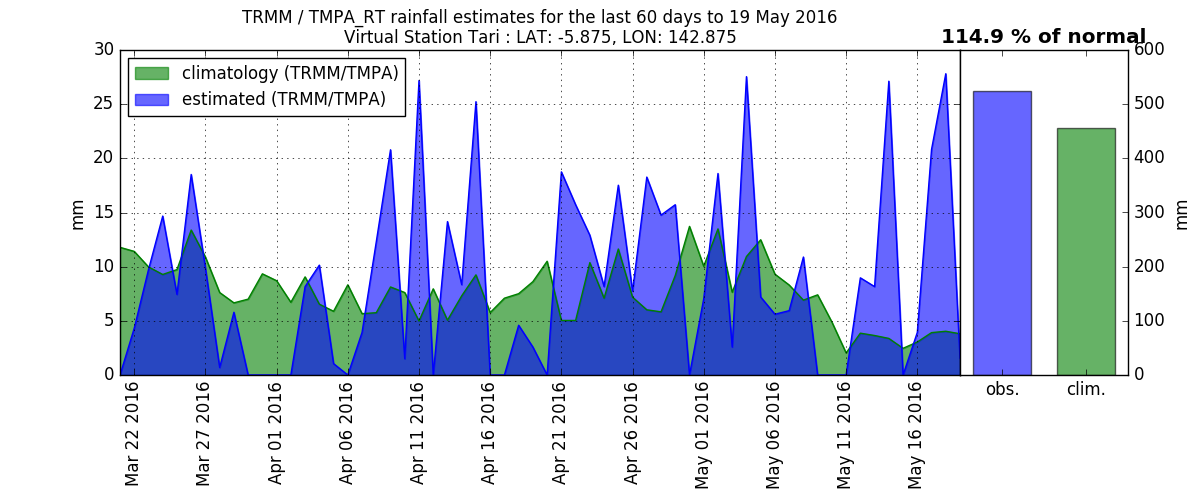 TRMM / TMPA_RT rainfall estimates for the last 60 days to 19 May 2016
Virtual Station Tari : LAT: -5.875, LON: 142.875
114.9 % of normal
climatology (TRMM/TMPA)
estimated (TRMM/TMPA)
30
25
20
15
10
5
0
mm
600
500
400
300
200
100
0
mm
Mar 22 2016
Mar 27 2016
Apr 01 2016
Apr 06 2016
Apr 11 2016
Apr 16 2016
Apr 21 2016
Apr 26 2016
May 01 2016
May 06 2016
May 11 2016
May 16 2016
obs.
clim.